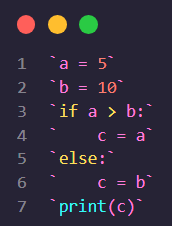 1 `a = 5`
2 `b = 10`
3 `if a > b:`
4 `    c = a`
5 `else:`
6 `    c = b`
7 `print(c)`